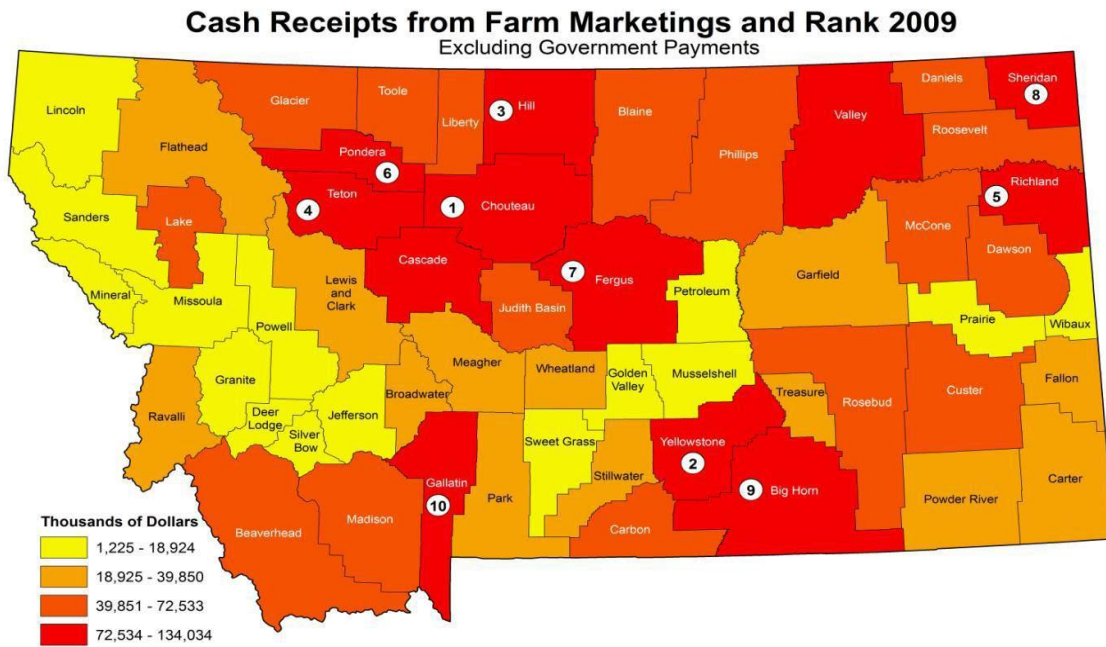 Cash Receipts from Farm Marketings and Rank 2009
Excluding Government Payments
Lincoln
Flathead
Glacier
Toole
Liberty
3
Hill
Blaine
Phillips
Valley
Daniels
Sheridan
8
Roosevelt
Pondera
6
Teton
4
1
Chouteau
Richland
5
Sanders
Lake
McCone
Dawson
Cascade
7
Fergus
Garfield
Mineral
Missoula
Powell
Lewis
and
Clark
Judith Basin
Petroleum
Prairie
Wibaux
Meagher
Wheatland
Golden
Valley
Musselshell
Treasure
Rosebud
Custer
Fallon
Ravalli
Granite
Deer
Lodge
Silver
Bow
Jefferson
Broadwater
Gallatin
10
Park
Sweet Grass
Stillwater
Yellowstone
2
9
Big Horn
Powder River
Carter
Beaverhead
Madison
Carbon
Thousands of Dollars
1,225 - 18,924
18,925 - 39,850
39,851 - 72,533
72,534 - 134,034